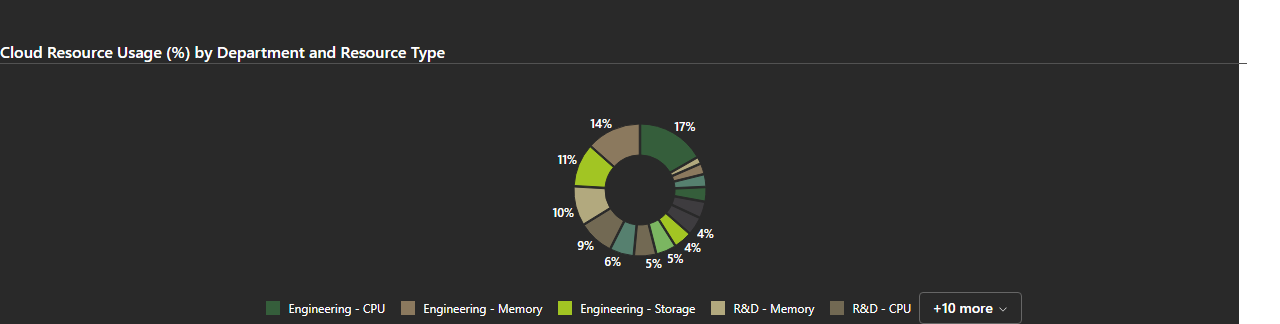 Cloud Resource Usage (%) by Department and Resource Type
14%
17%
11%
10%
9%
6%
5%
5%
4%
4%
Engineering - CPU
Engineering - Memory
Engineering - Storage
R&D - Memory
R&D - CPU
+10 more